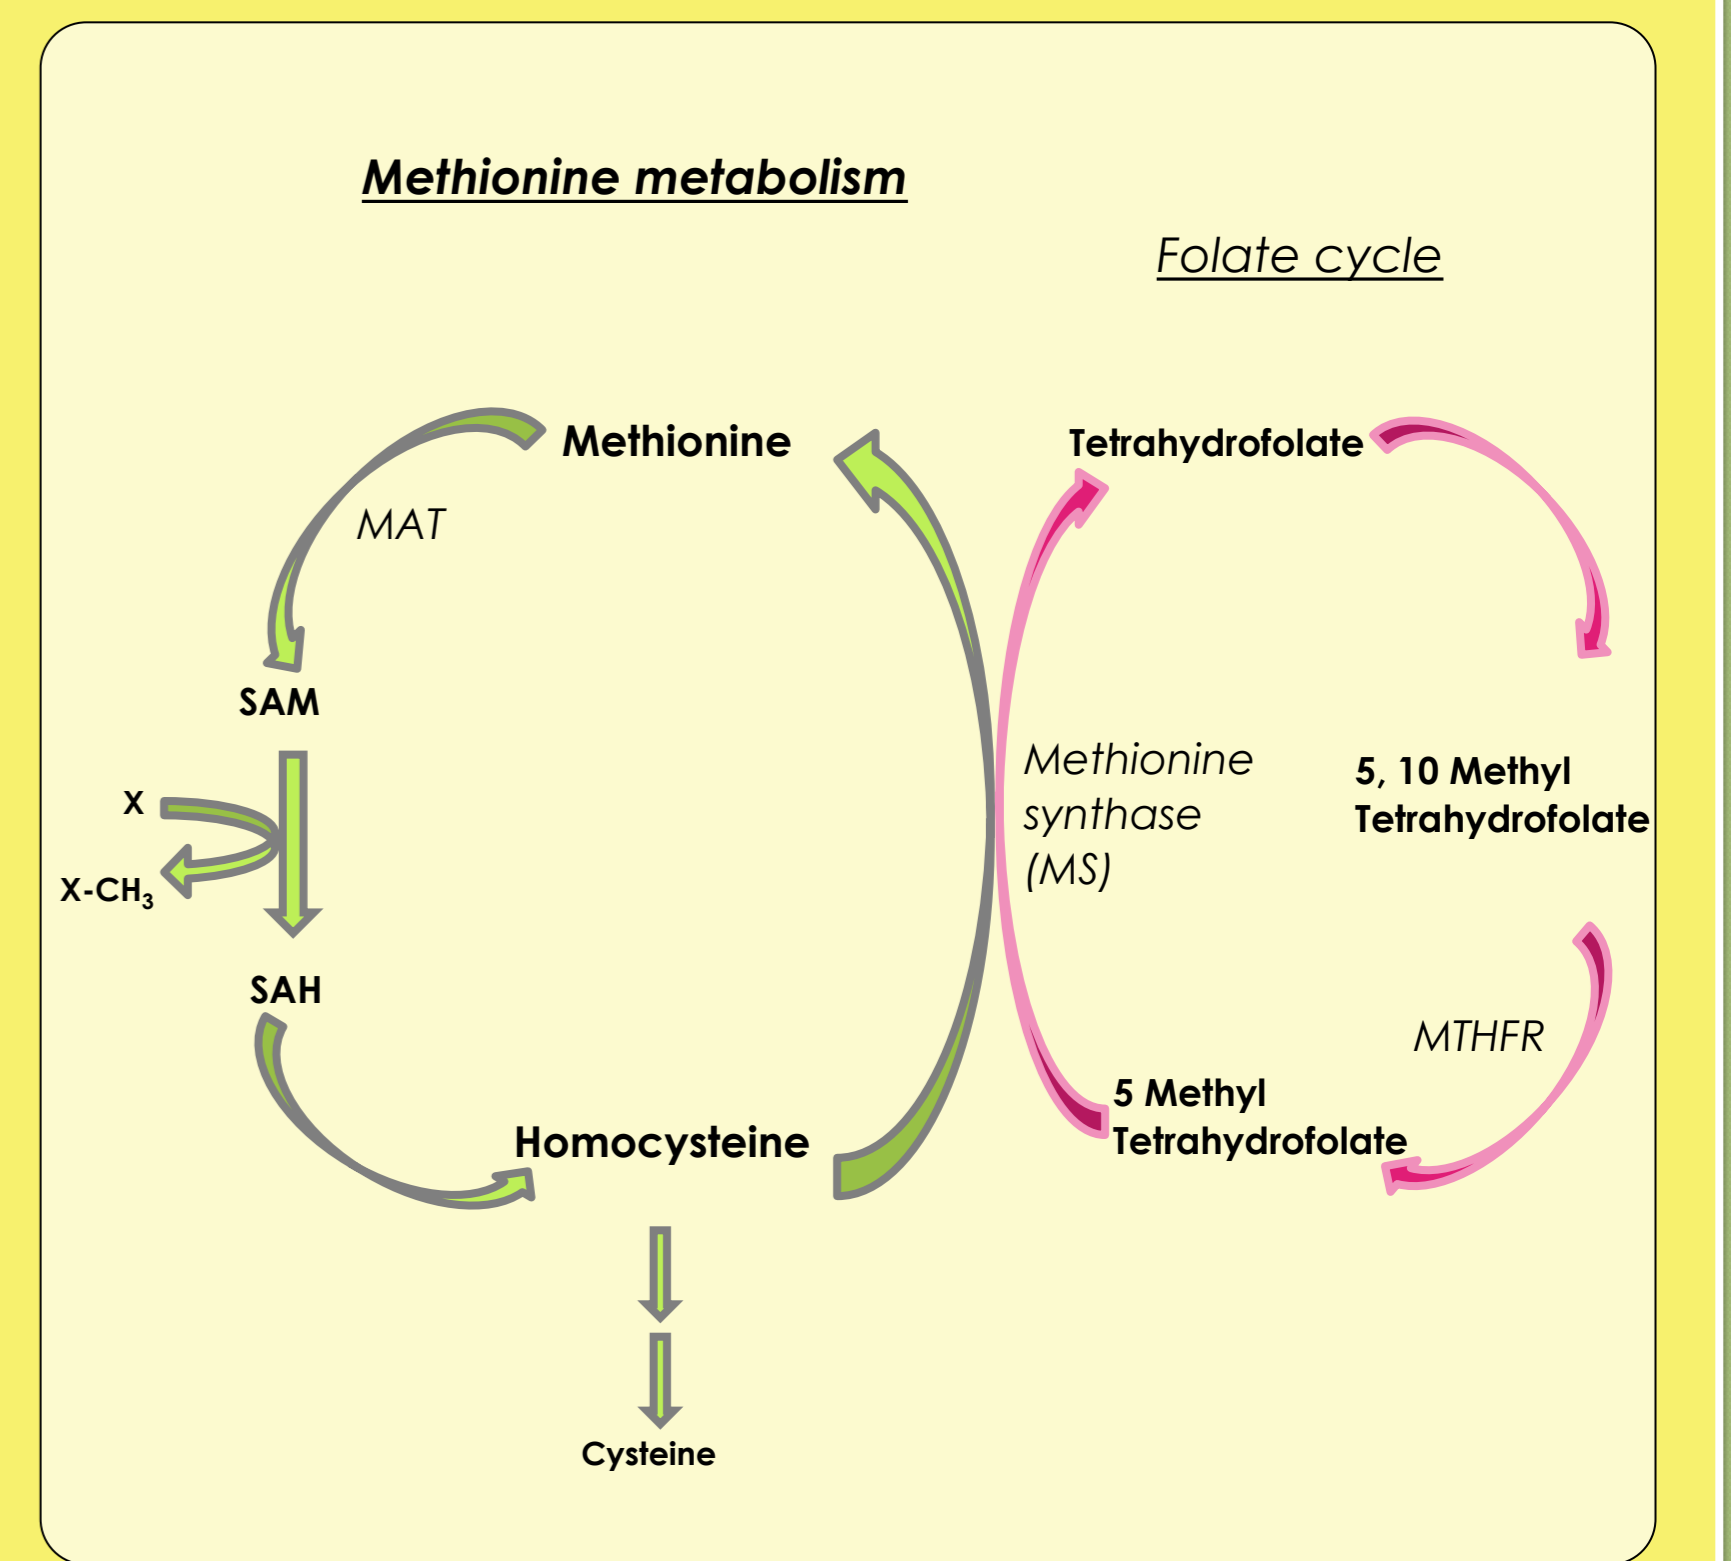 Methionine metabolism
Folate cycle
Methionine
Tetrahydrofolate
MAT
SAM
Methionine
synthase
(MS)
5, 10 Methyl
Tetrahydrofolate
X
X-CH₃
SAH
MTHFR
5 Methyl
Tetrahydrofolate
Homocysteine
Cysteine